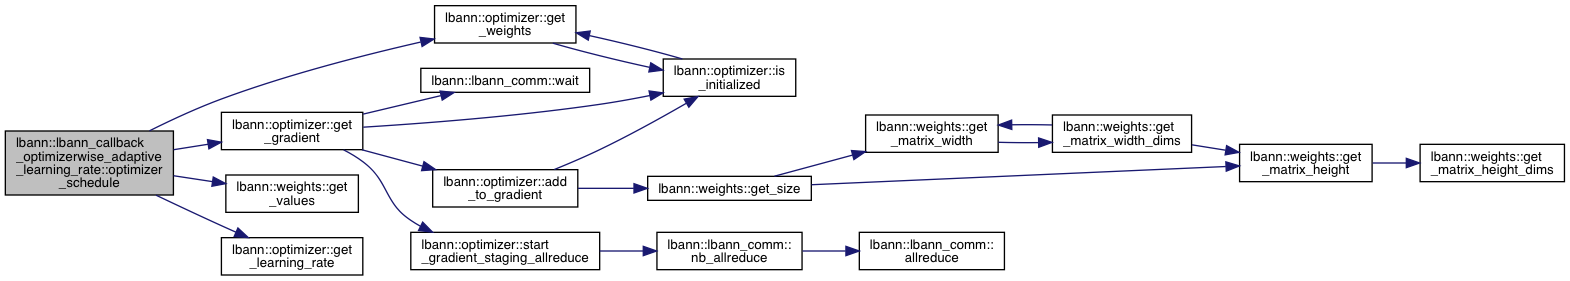 lbann::lbann_callback
_optimizerwise_adaptive
_learning_rate::optimizer
_schedule
lbann::optimizer::get
_weights
lbann::optimizer::is
_initialized
lbann::lbann_comm::wait
lbann::optimizer::get
_gradient
lbann::weights::get
_values
lbann::optimizer::get
_learning_rate
lbann::optimizer::add
_to_gradient
lbann::optimizer::start
_gradient_staging_allreduce
lbann::weights::get_size
lbann::lbann_comm::
nb_allreduce
lbann::lbann_comm::
allreduce
lbann::weights::get
_matrix_width
lbann::weights::get
_matrix_width_dims
lbann::weights::get
_matrix_height
lbann::weights::get
_matrix_height_dims